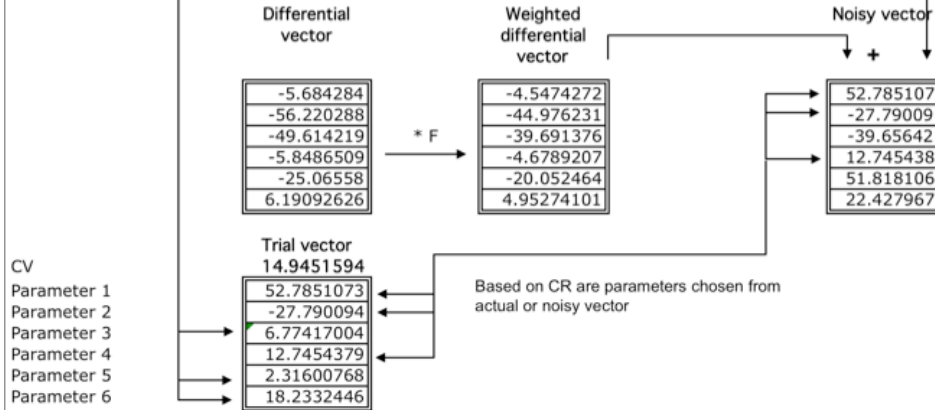 Differential
vector
Weighted
differential
vector
Noisy vector
+
-5.684284
-56.220288
-49.614219
-5.8486509
-25.06558
6.19092626
* F
-4.5474272
-44.976231
-39.691376
-4.6789207
-20.052464
4.95274101
52.785107
-27.79009
-39.65642
12.745438
51.818106
22.427967
Trial vector
CV 14.9451594
Parameter 1 52.7851073
Parameter 2 -27.790094
Parameter 3 6.77417004
Parameter 4 12.7454379
Parameter 5 2.31600768
Parameter 6 18.2332446
Based on CR are parameters chosen from
actual or noisy vector